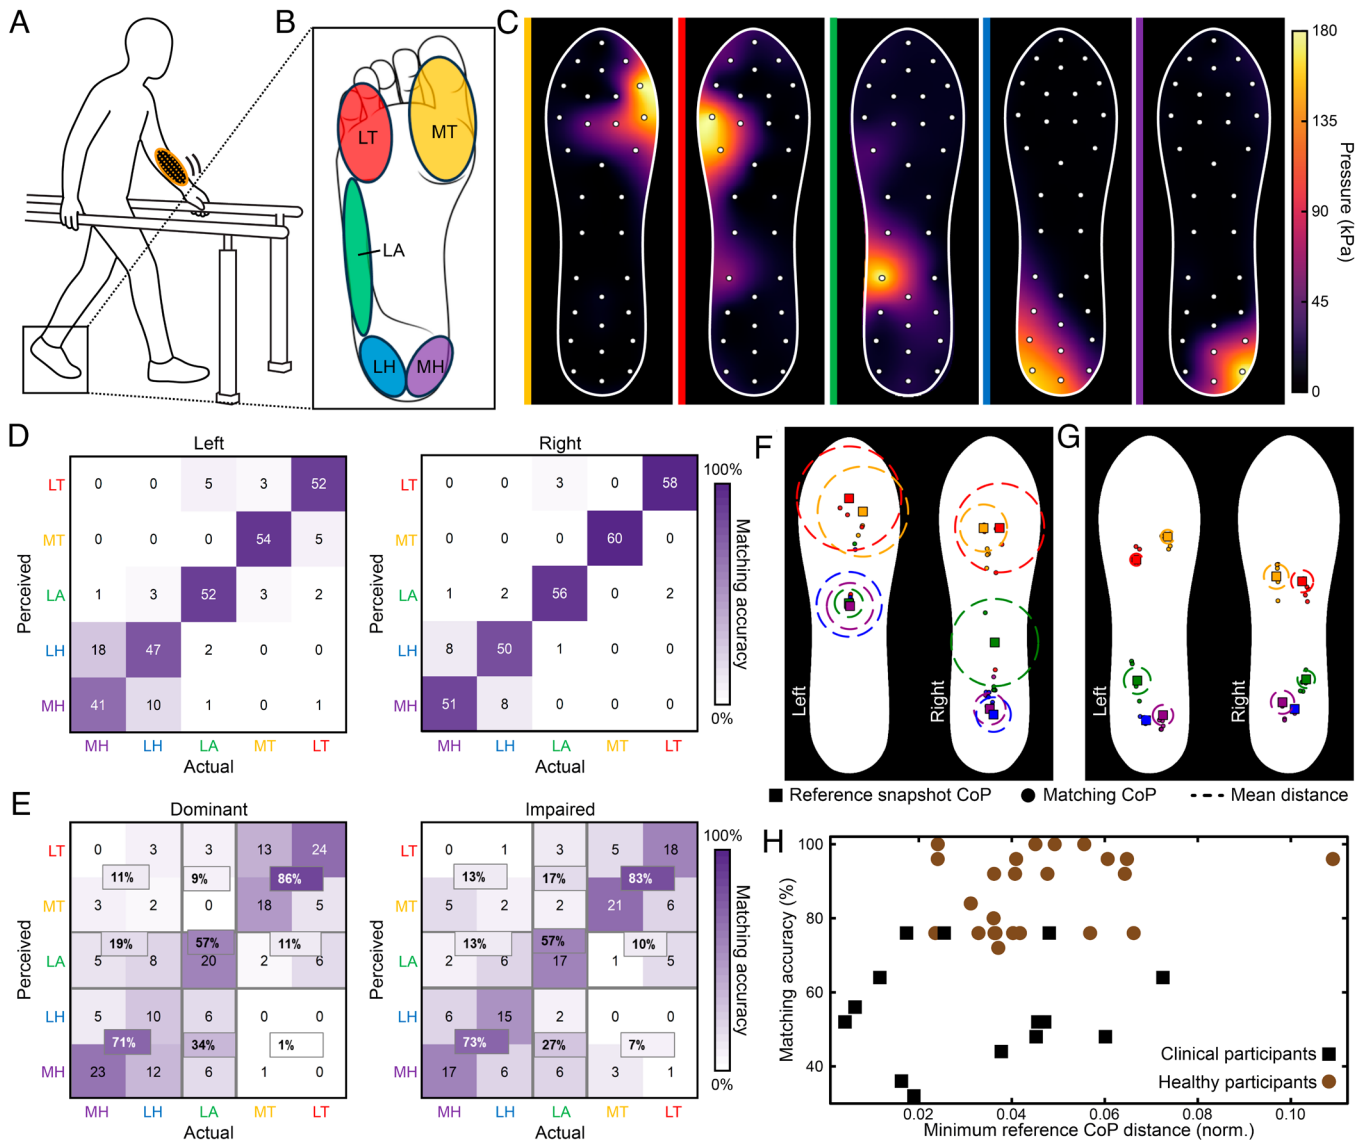 A
B
C
LT
MT
LA
LH
MH
180
135
90
45
0
Pressure (kPa)
D
Left
Right
Perceived
LT 0 0 5 3 52
MT 0 0 0 54 5
LA 1 3 52 3 2
LH 18 47 2 0 0
MH 41 10 1 0 1
MH LH LA MT LT
Actual
Perceived
LT 0 0 3 0 58
MT 0 0 0 60 0
LA 1 2 56 0 2
LH 8 50 1 0 0
MH 51 8 0 0 0
MH LH LA MT LT
Actual
100%
0%
Matching accuracy
E
Dominant
Impaired
Perceived
LT 0 3 3 13 24
11% 9% 86%
MT 3 2 0 18 5
19% 57% 11%
LA 5 8 20 2 6
LH 5 10 6 0 0
71% 34% 1%
MH 23 12 6 1 0
MH LH LA MT LT
Actual
Perceived
LT 0 1 3 5 18
13% 17% 83%
MT 5 2 2 21 6
13% 57% 10%
LA 2 6 17 1 5
LH 6 15 2 0 0
73% 27% 7%
MH 17 6 6 3 1
MH LH LA MT LT
Actual
100%
0%
Matching accuracy
F
Left
Right
G
Left
Right
Reference snapshot CoP
Matching CoP
Mean distance
H
Matching accuracy (%)
100
80
60
40
Clinical participants
Healthy participants
0.02 0.04 0.06 0.08 0.10
Minimum reference CoP distance (norm.)